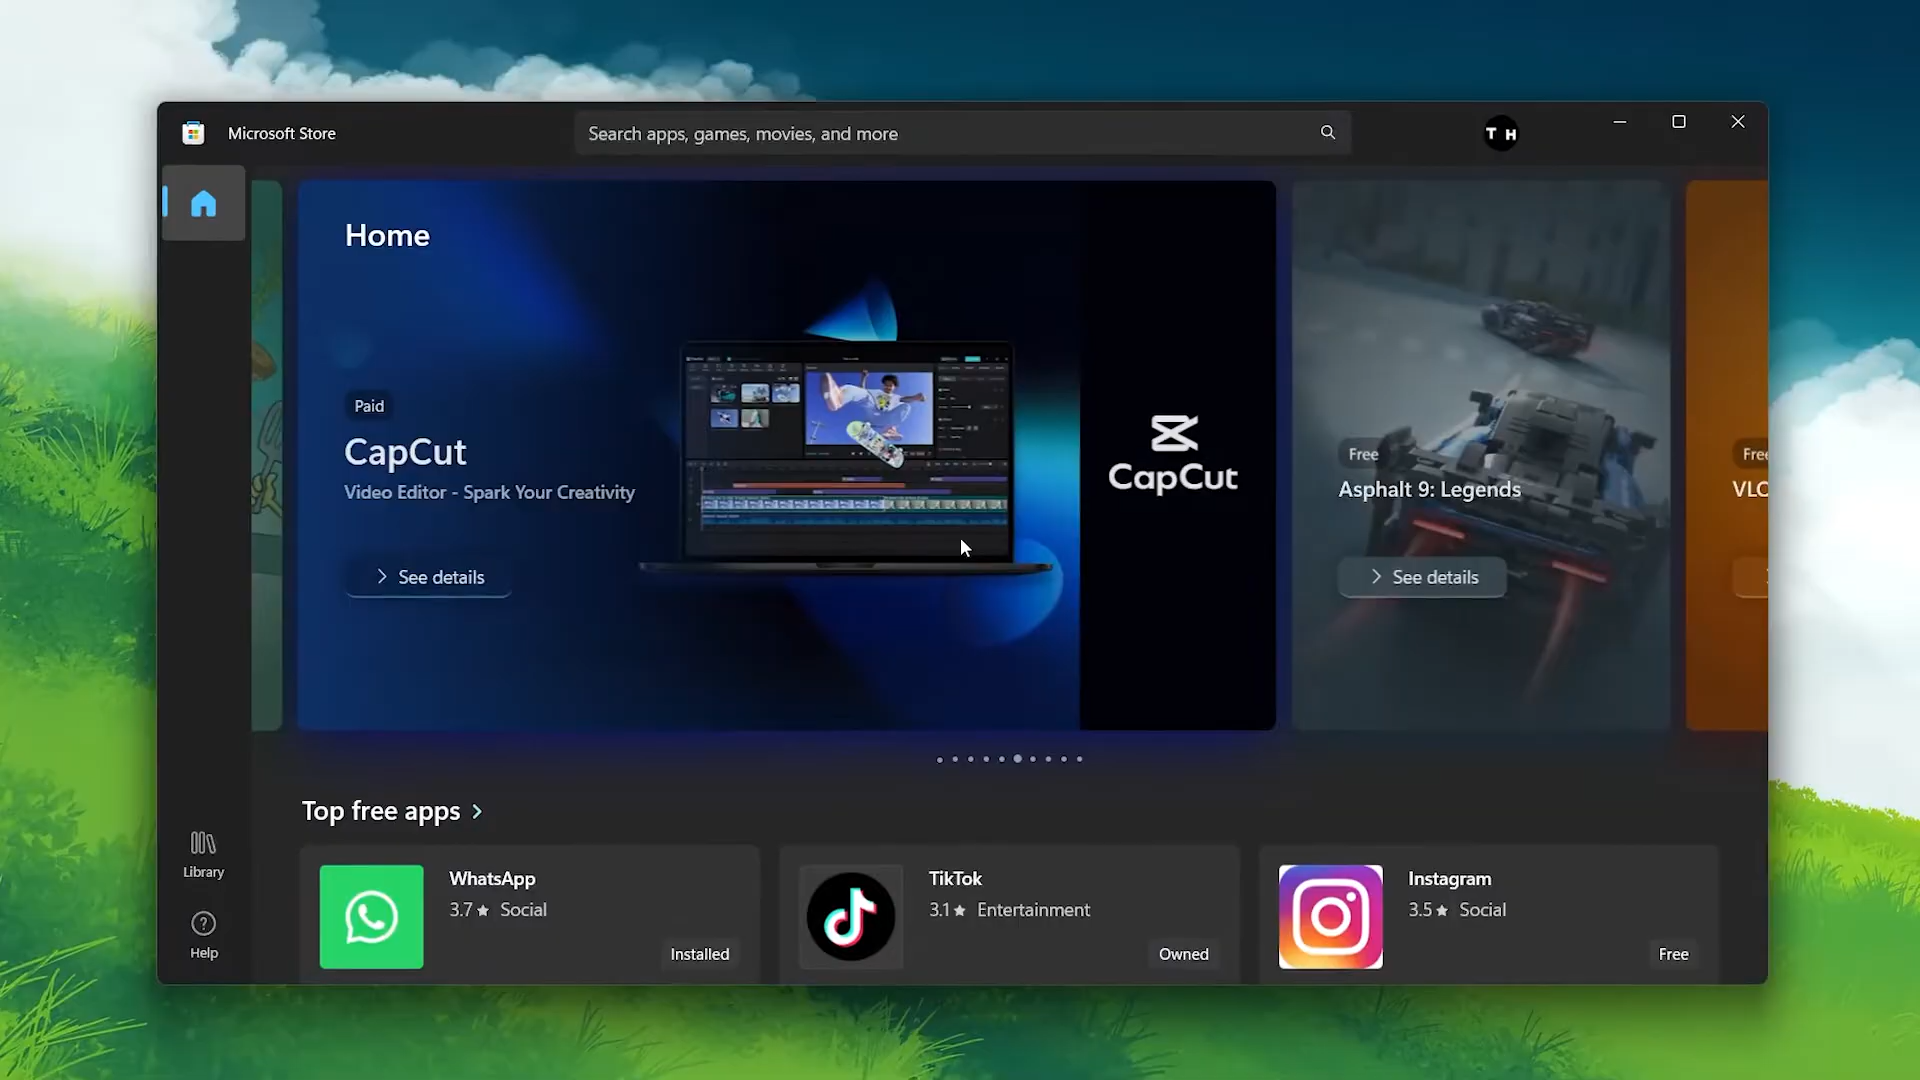 Microsoft Store
Search apps, games, movies, and more
T H
Home
Paid
CapCut
Video Editor - Spark Your Creativity
See details
CapCut
Free
Asphalt 9: Legends
See details
Top free apps
WhatsApp
3.7★ Social
Installed
TikTok
3.1★ Entertainment
Owned
Instagram
3.5★ Social
Free
Library
Help